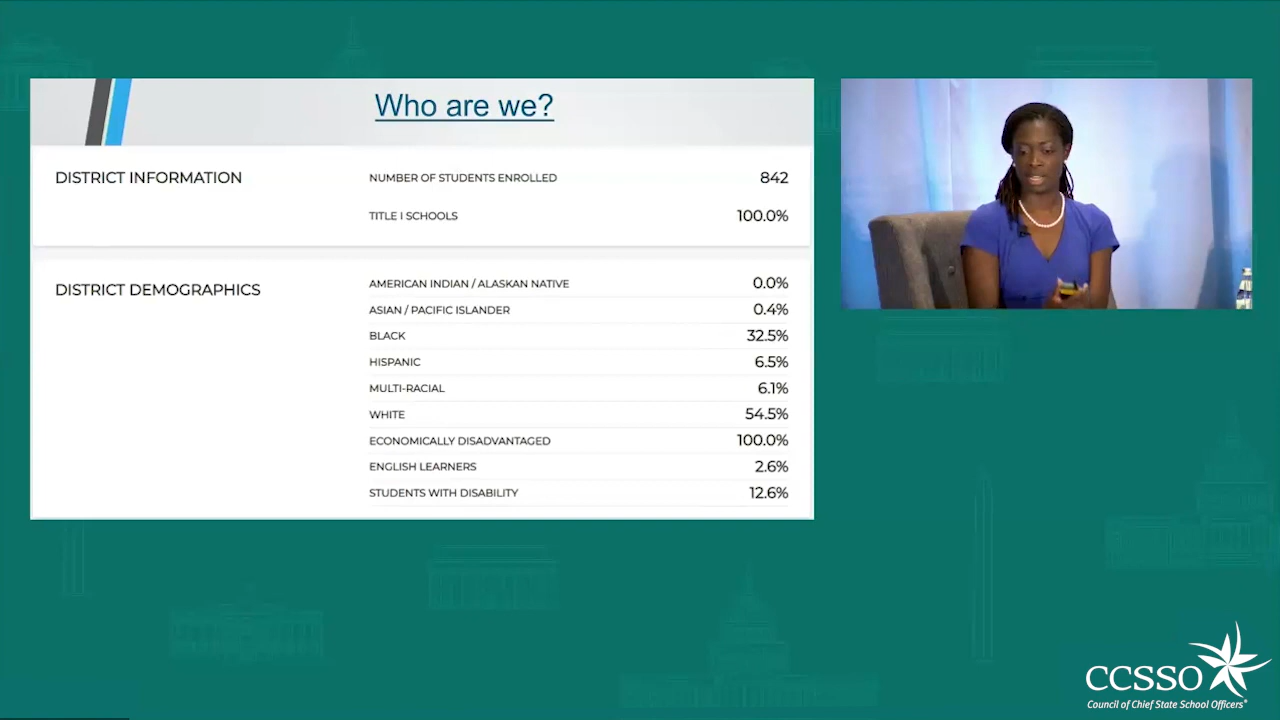 Who are we?
DISTRICT INFORMATION
NUMBER OF STUDENTS ENROLLED 842
TITLE I SCHOOLS 100.0%
DISTRICT DEMOGRAPHICS
AMERICAN INDIAN / ALASKAN NATIVE 0.0%
ASIAN / PACIFIC ISLANDER 0.4%
BLACK 32.5%
HISPANIC 6.5%
MULTI-RACIAL 6.1%
WHITE 54.5%
ECONOMICALLY DISADVANTAGED 100.0%
ENGLISH LEARNERS 2.6%
STUDENTS WITH DISABILITY 12.6%
CCSSO
Council of Chief State School Officers®